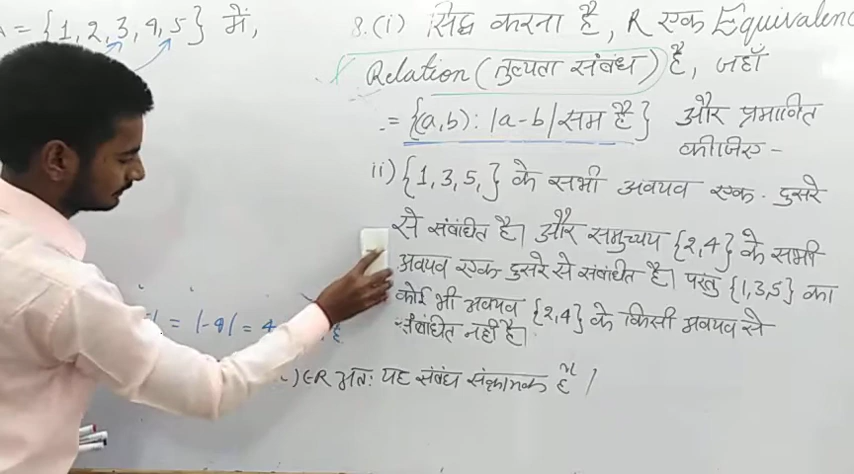 = {1, 2, 3, 4, 5} में,
8. (i) सिद्ध करना है, R एक Equivalenc
Relation (तुल्यता संबंध) है, जहाँ
= {(a, b) : |a-b| सम है} और प्रमाणित
कीजिए -
ii) {1, 3, 5, } के सभी अवयव एक दुसरे
से संबंधित है। और समुच्चय {2, 4} के सभी
अवयव एक दुसरे से संबंधित है। परंतु {1, 3, 5} का
कोई भी अवयव {2, 4} के किसी अवयव से
संबंधित नहीं है।
= |-4| = 4 है
) ∈ R अतः यह संबंध संक्रामक है।